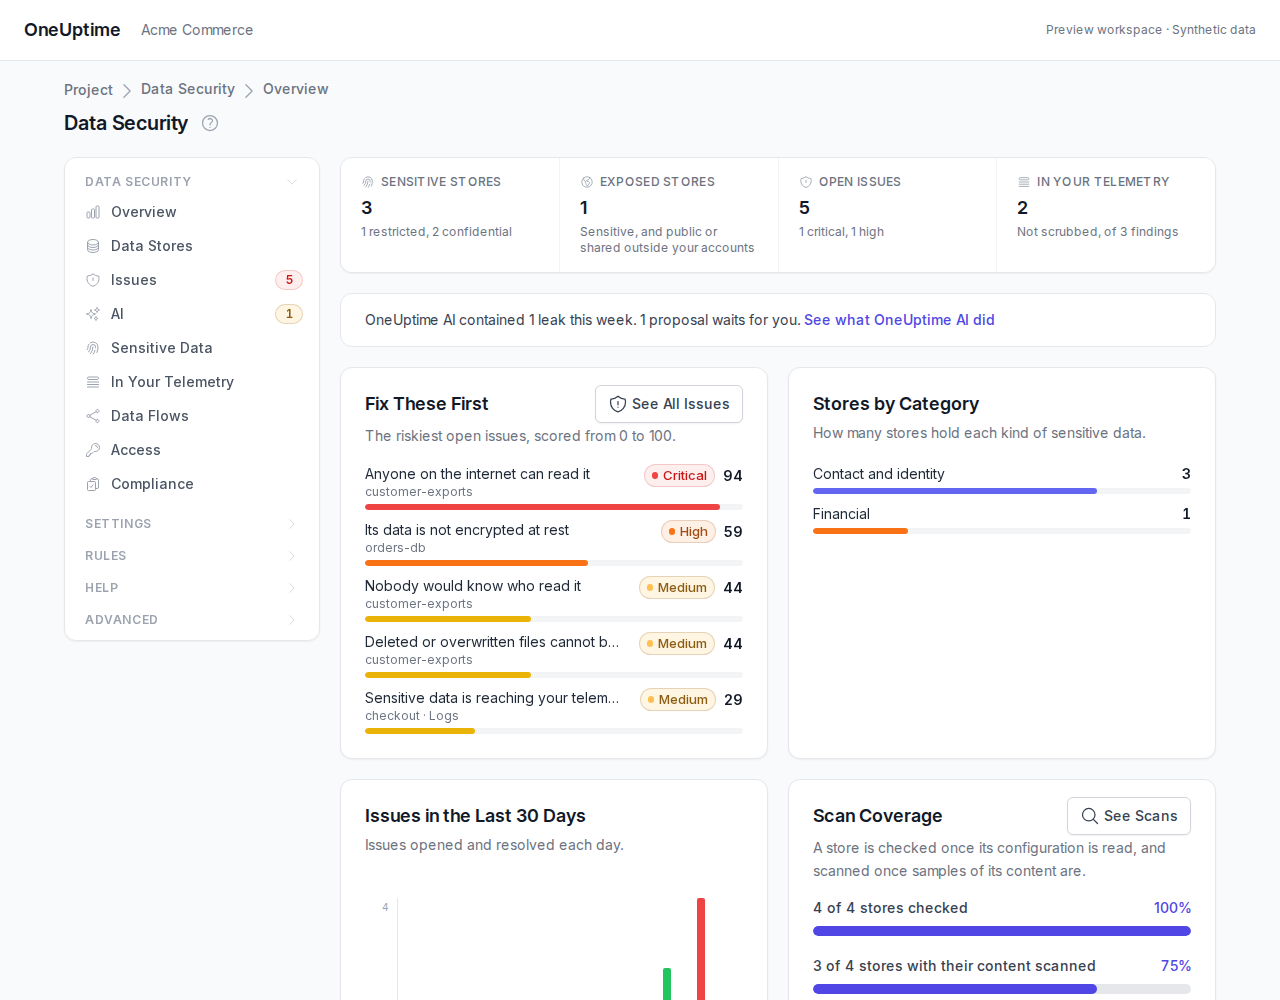 OneUptime
Acme Commerce
Preview workspace · Synthetic data
Project
Data Security
Overview
Data Security
DATA SECURITY
Overview
Data Stores
Issues
5
AI
1
Sensitive Data
In Your Telemetry
Data Flows
Access
Compliance
SETTINGS
RULES
HELP
ADVANCED
SENSITIVE STORES
3
1 restricted, 2 confidential
EXPOSED STORES
1
Sensitive, and public or
shared outside your accounts
OPEN ISSUES
5
1 critical, 1 high
IN YOUR TELEMETRY
2
Not scrubbed, of 3 findings
OneUptime AI contained 1 leak this week. 1 proposal waits for you. See what OneUptime AI did
Fix These First
See All Issues
The riskiest open issues, scored from 0 to 100.
Anyone on the internet can read it
Critical
94
customer-exports
Its data is not encrypted at rest
High
59
orders-db
Nobody would know who read it
Medium
44
customer-exports
Deleted or overwritten files cannot b...
Medium
44
customer-exports
Sensitive data is reaching your telem...
Medium
29
checkout · Logs
Stores by Category
How many stores hold each kind of sensitive data.
Contact and identity
3
Financial
1
Issues in the Last 30 Days
Issues opened and resolved each day.
4
Scan Coverage
See Scans
A store is checked once its configuration is read, and
scanned once samples of its content are.
4 of 4 stores checked
100%
3 of 4 stores with their content scanned
75%